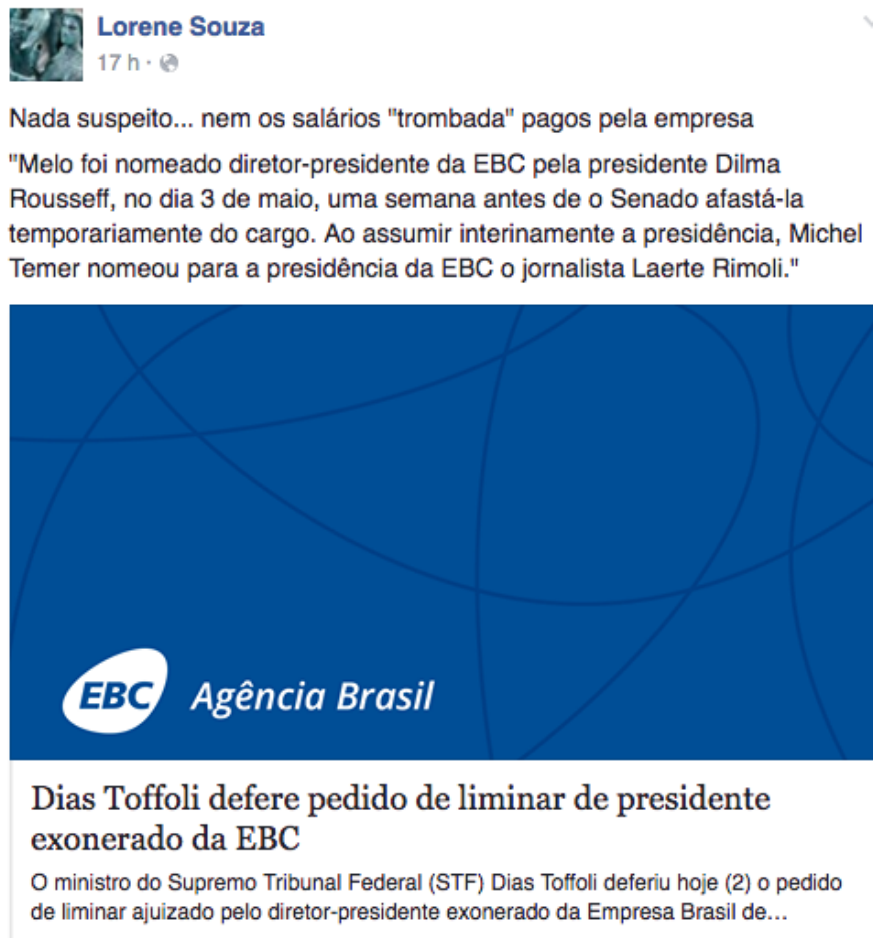 Lorene Souza
17 h ·
Nada suspeito... nem os salários "trombada" pagos pela empresa
"Melo foi nomeado diretor-presidente da EBC pela presidente Dilma
Rousseff, no dia 3 de maio, uma semana antes de o Senado afastá-la
temporariamente do cargo. Ao assumir interinamente a presidência, Michel
Temer nomeou para a presidência da EBC o jornalista Laerte Rimoli."
EBC Agência Brasil
Dias Toffoli defere pedido de liminar de presidente
exonerado da EBC
O ministro do Supremo Tribunal Federal (STF) Dias Toffoli deferiu hoje (2) o pedido
de liminar ajuizado pelo diretor-presidente exonerado da Empresa Brasil de...